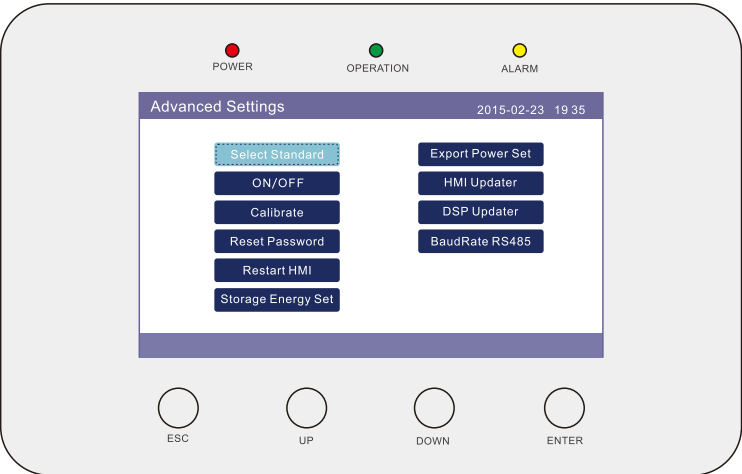 POWER
OPERATION
ALARM
Advanced Settings
2015-02-23 19 35
Select Standard
Export Power Set
ON/OFF
HMI Updater
Calibrate
DSP Updater
Reset Password
BaudRate RS485
Restart HMI
Storage Energy Set
ESC
UP
DOWN
ENTER